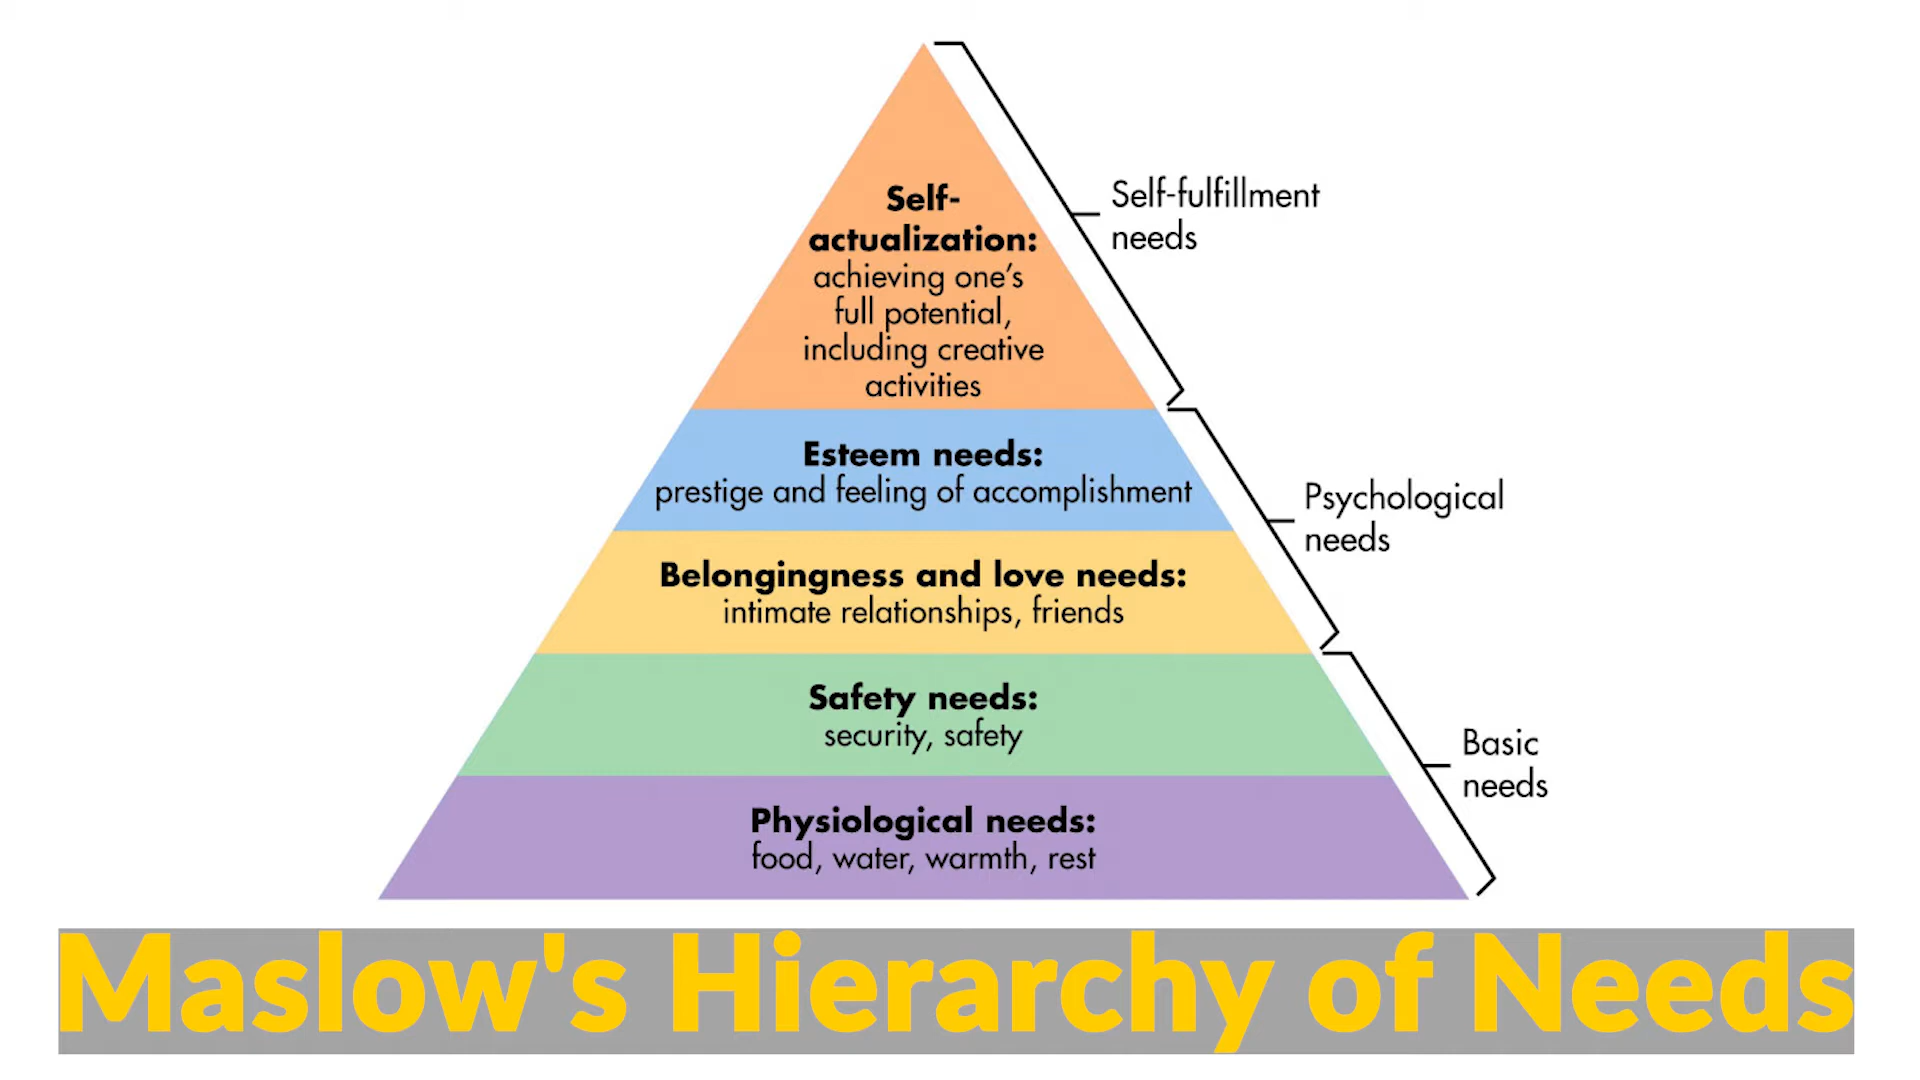 Self-
actualization:
achieving one's
full potential,
including creative
activities
Self-fulfillment
needs
Esteem needs:
prestige and feeling of accomplishment
Psychological
needs
Belongingness and love needs:
intimate relationships, friends
Safety needs:
security, safety
Basic
needs
Physiological needs:
food, water, warmth, rest
Maslow's Hierarchy of Needs